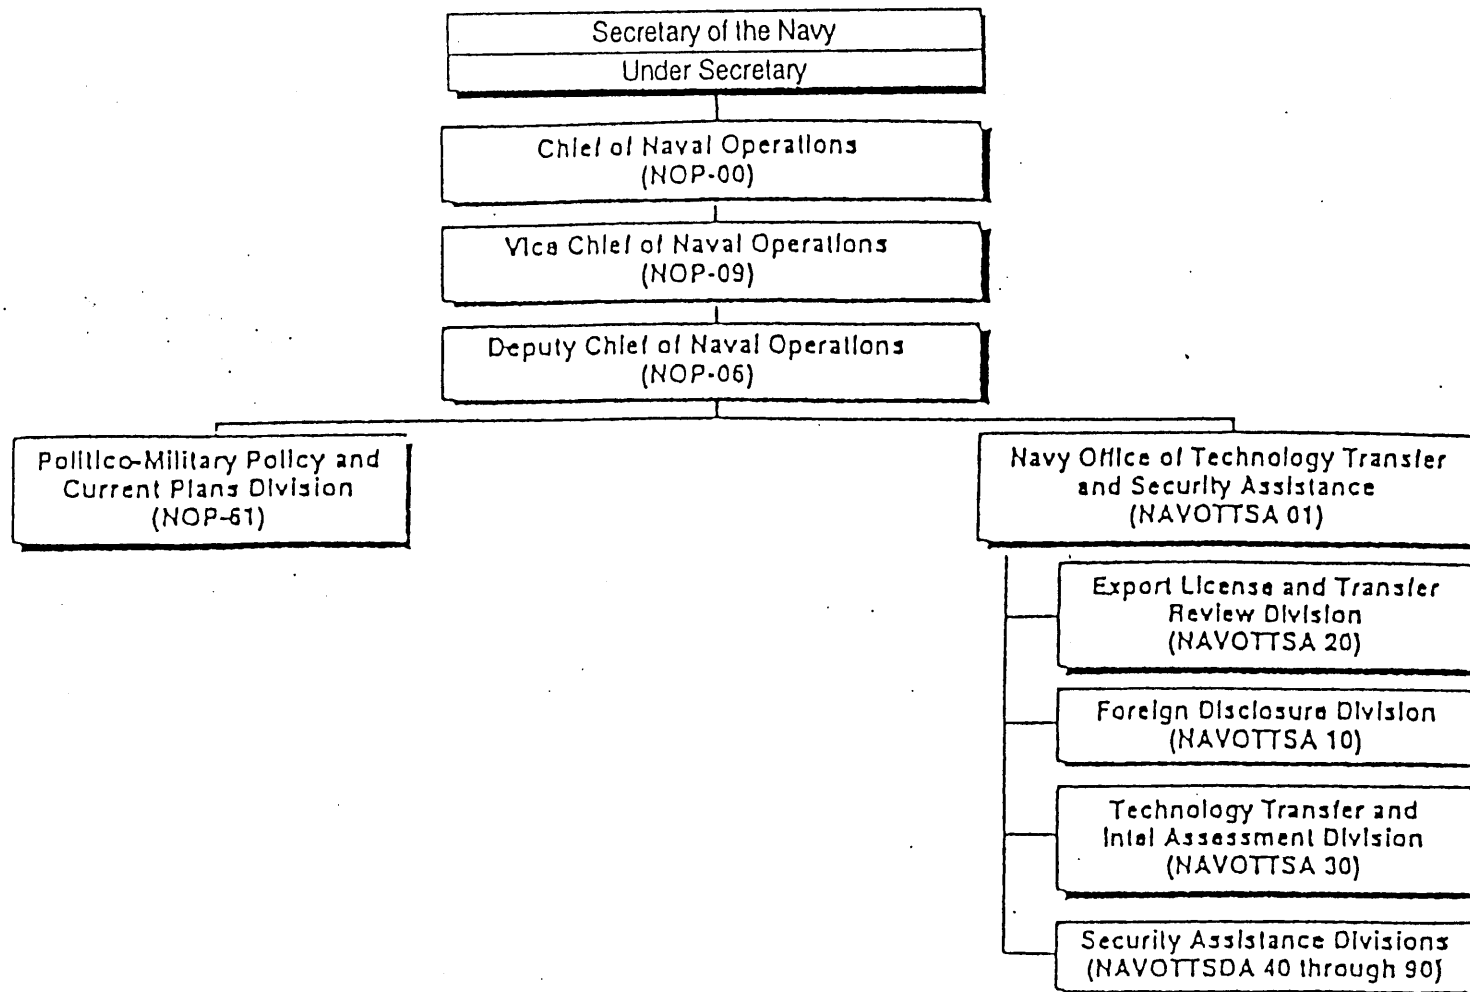 Secretary of the Navy
Under Secretary
Chief of Naval Operations
(NOP-00)
Vice Chief of Naval Operations
(NOP-09)
Deputy Chief of Naval Operations
(NOP-06)
Politico-Military Policy and
Current Plans Division
(NOP-61)
Navy Office of Technology Transfer
and Security Assistance
(NAVOTTSA 01)
Export License and Transfer
Review Division
(NAVOTTSA 20)
Foreign Disclosure Division
(NAVOTTSA 10)
Technology Transfer and
Intel Assessment Division
(NAVOTTSA 30)
Security Assistance Divisions
(NAVOTTSDA 40 through 90)